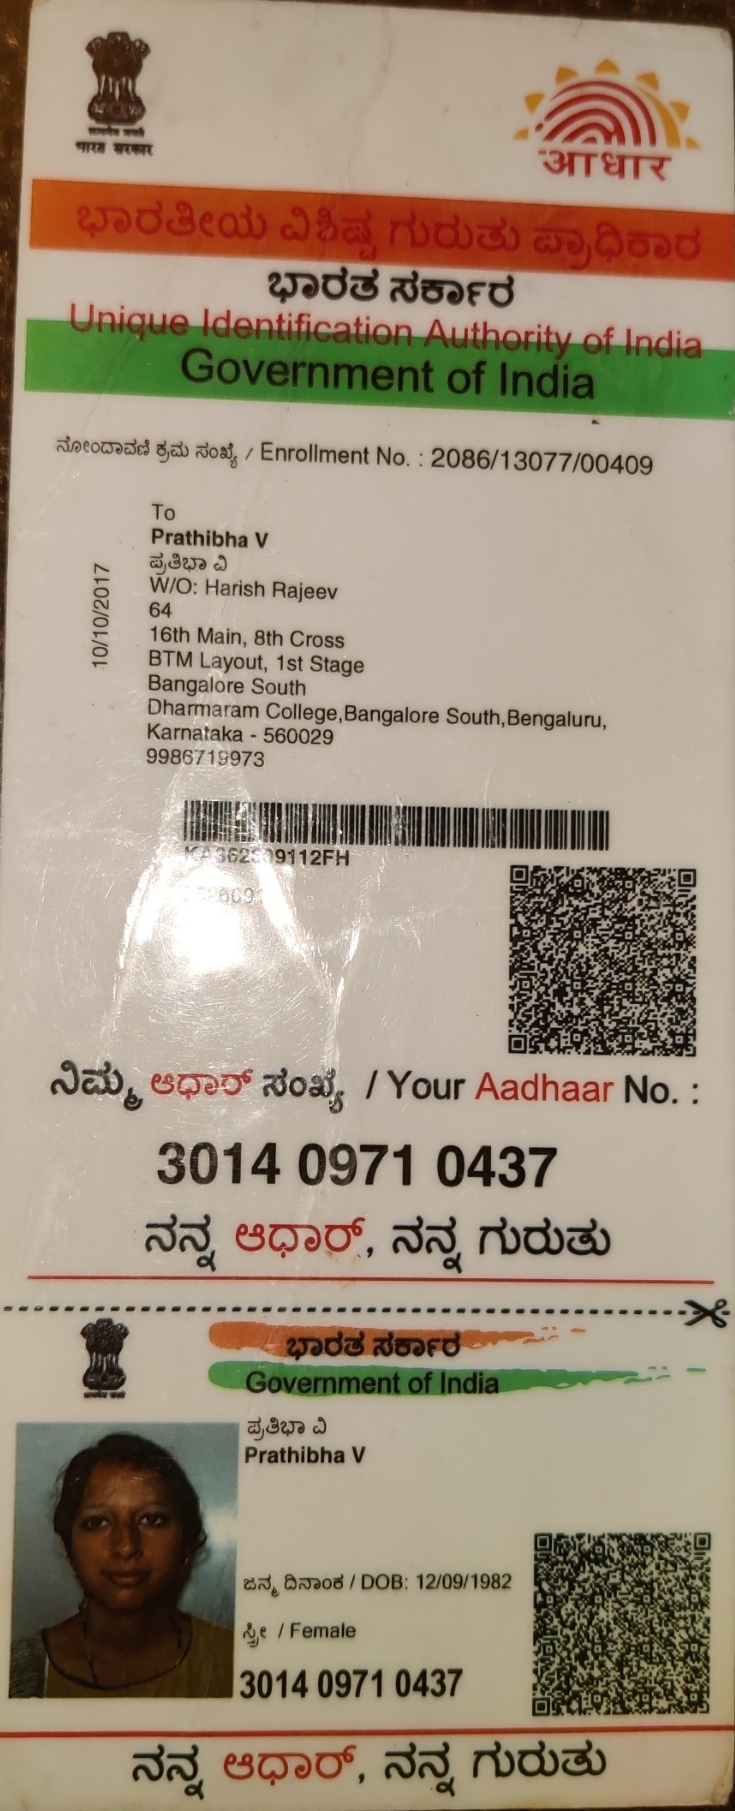 भारत सरकार
आधार
ಭಾರತೀಯ ವಿಶಿಷ್ಟ ಗುರುತು ಪ್ರಾಧಿಕಾರ
ಭಾರತ ಸರ್ಕಾರ
Unique Identification Authority of India
Government of India
ನೋಂದಾವಣಿ ಕ್ರಮ ಸಂಖ್ಯೆ / Enrollment No. : 2086/13077/00409
10/10/2017
To
Prathibha V
ಪ್ರತಿಭಾ ವಿ
W/O: Harish Rajeev
64
16th Main, 8th Cross
BTM Layout, 1st Stage
Bangalore South
Dharmaram College,Bangalore South,Bengaluru,
Karnataka - 560029
9986719973
ನಿಮ್ಮ ಆಧಾರ್ ಸಂಖ್ಯೆ / Your Aadhaar No. :
3014 0971 0437
ನನ್ನ ಆಧಾರ್, ನನ್ನ ಗುರುತು
ಭಾರತ ಸರ್ಕಾರ
Government of India
ಪ್ರತಿಭಾ ವಿ
Prathibha V
ಜನ್ಮ ದಿನಾಂಕ / DOB: 12/09/1982
ಸ್ತ್ರೀ / Female
3014 0971 0437
ನನ್ನ ಆಧಾರ್, ನನ್ನ ಗುರುತು